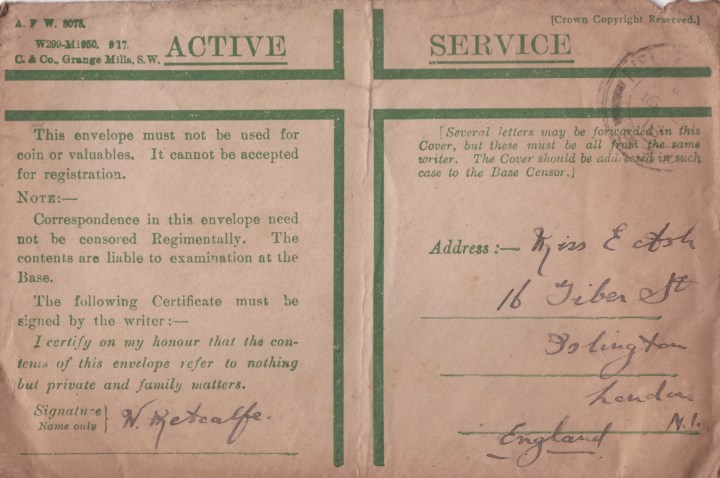 A. F W. 3078.
W299-M1950. 9 17.
C. & Co., Grange Mills, S.W.
ACTIVE SERVICE
[Crown Copyright Reserved.]
This envelope must not be used for
coin or valuables. It cannot be accepted
for registration.
NOTE:—
Correspondence in this envelope need
not be censored Regimentally. The
contents are liable to examination at the
Base.
The following Certificate must be
signed by the writer:—
I certify on my honour that the con-
tents of this envelope refer to nothing
but private and family matters.
Signature
Name only
W. Metcalfe.
[Several letters may be forwarded in this
Cover, but these must be all from the same
writer. The Cover should be addressed in such
case to the Base Censor.]
Address:— Miss E Ash
16 Tiber St
Islington
London
N.1.
England